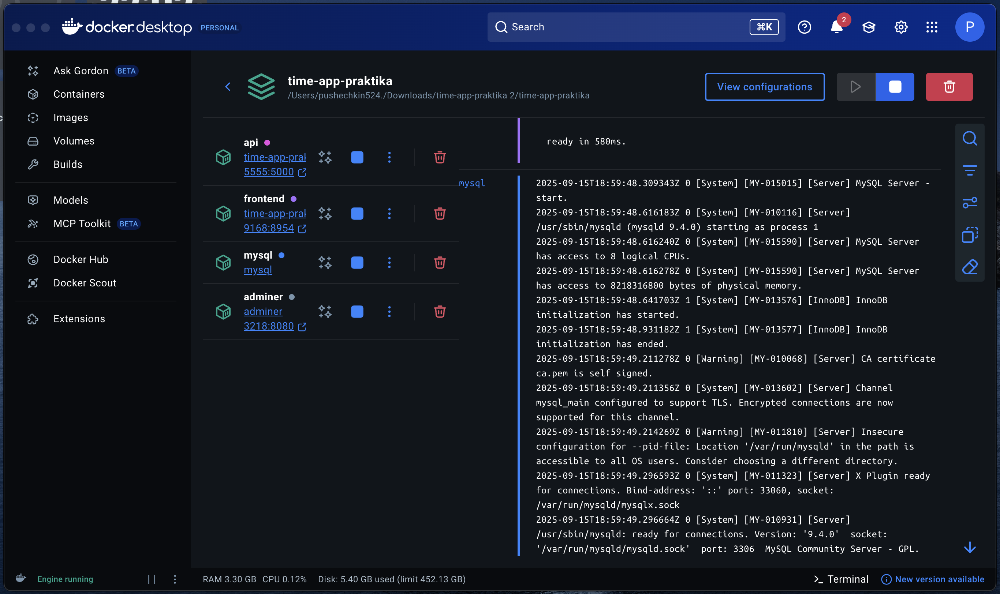 docker.desktop PERSONAL
Search
⌘K
2
P
Ask Gordon BETA
Containers
Images
Volumes
Builds
Models
MCP Toolkit BETA
Docker Hub
Docker Scout
Extensions
time-app-praktika
/Users/pushechkin524./Downloads/time-app-praktika 2/time-app-praktika
View configurations
api
time-app-prak
5555:5000
frontend
time-app-prak
9168:8954
mysql
mysql
adminer
adminer
3218:8080
ready in 580ms.
mysql
2025-09-15T18:59:48.309343Z 0 [System] [MY-015015] [Server] MySQL Server -
start.
2025-09-15T18:59:48.616183Z 0 [System] [MY-010116] [Server]
/usr/sbin/mysqld (mysqld 9.4.0) starting as process 1
2025-09-15T18:59:48.616240Z 0 [System] [MY-015590] [Server] MySQL Server
has access to 8 logical CPUs.
2025-09-15T18:59:48.616278Z 0 [System] [MY-015590] [Server] MySQL Server
has access to 8218316800 bytes of physical memory.
2025-09-15T18:59:48.641703Z 1 [System] [MY-013576] [InnoDB] InnoDB
initialization has started.
2025-09-15T18:59:48.931182Z 1 [System] [MY-013577] [InnoDB] InnoDB
initialization has ended.
2025-09-15T18:59:49.211278Z 0 [Warning] [MY-010068] [Server] CA certificate
ca.pem is self signed.
2025-09-15T18:59:49.211356Z 0 [System] [MY-013602] [Server] Channel
mysql_main configured to support TLS. Encrypted connections are now
supported for this channel.
2025-09-15T18:59:49.214269Z 0 [Warning] [MY-011810] [Server] Insecure
configuration for --pid-file: Location '/var/run/mysqld' in the path is
accessible to all OS users. Consider choosing a different directory.
2025-09-15T18:59:49.296593Z 0 [System] [MY-011323] [Server] X Plugin ready
for connections. Bind-address: '::' port: 33060, socket:
/var/run/mysqld/mysqlx.sock
2025-09-15T18:59:49.296664Z 0 [System] [MY-010931] [Server]
/usr/sbin/mysqld: ready for connections. Version: '9.4.0'  socket:
'/var/run/mysqld/mysqld.sock'  port: 3306  MySQL Community Server - GPL.
Engine running
RAM 3.30 GB CPU 0.12% Disk: 5.40 GB used (limit 452.13 GB)
Terminal
New version available